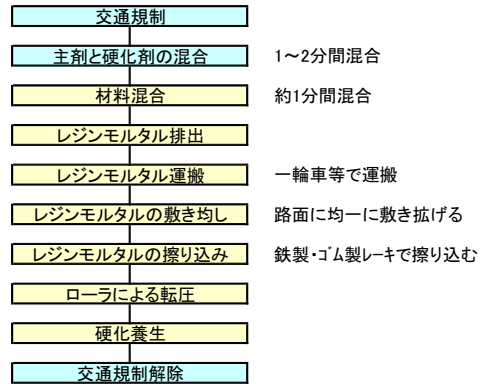 交通規制
主剤と硬化剤の混合 1～2分間混合
材料混合 約1分間混合
レジンモルタル排出
レジンモルタル運搬 一輪車等で運搬
レジンモルタルの敷き均し 路面に均一に敷き拡げる
レジンモルタルの擦り込み 鉄製・ｺﾞﾑ製ﾚｰｷで擦り込む
ローラによる転圧
硬化養生
交通規制解除